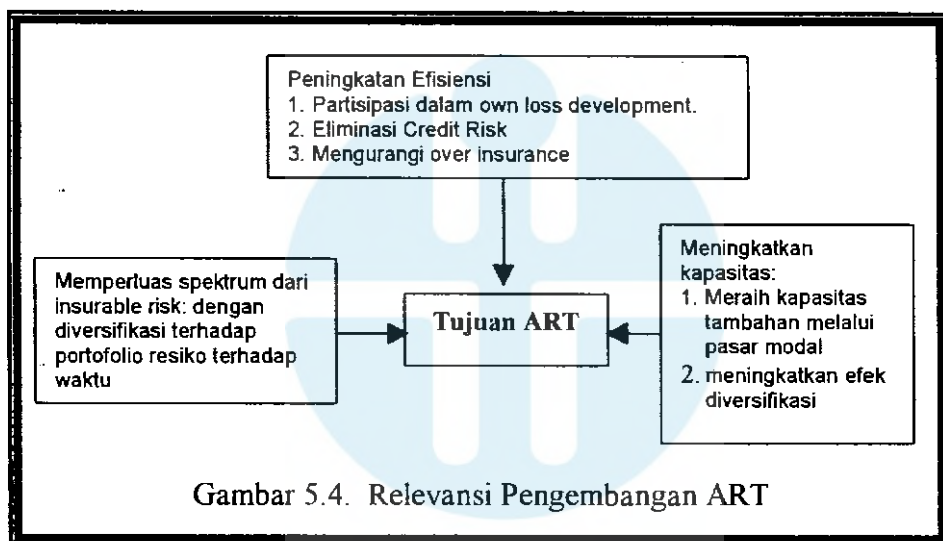 Peningkatan Efisiensi
1. Partisipasi dalam own loss development.
2. Eliminasi Credit Risk
3. Mengurangi over insurance
Memperluas spektrum dari
insurable risk: dengan
diversifikasi terhadap
portofolio resiko terhadap
waktu
Tujuan ART
Meningkatkan
kapasitas:
1. Meraih kapasitas
tambahan melalui
pasar modal
2. meningkatkan efek
diversifikasi
Gambar 5.4. Relevansi Pengembangan ART